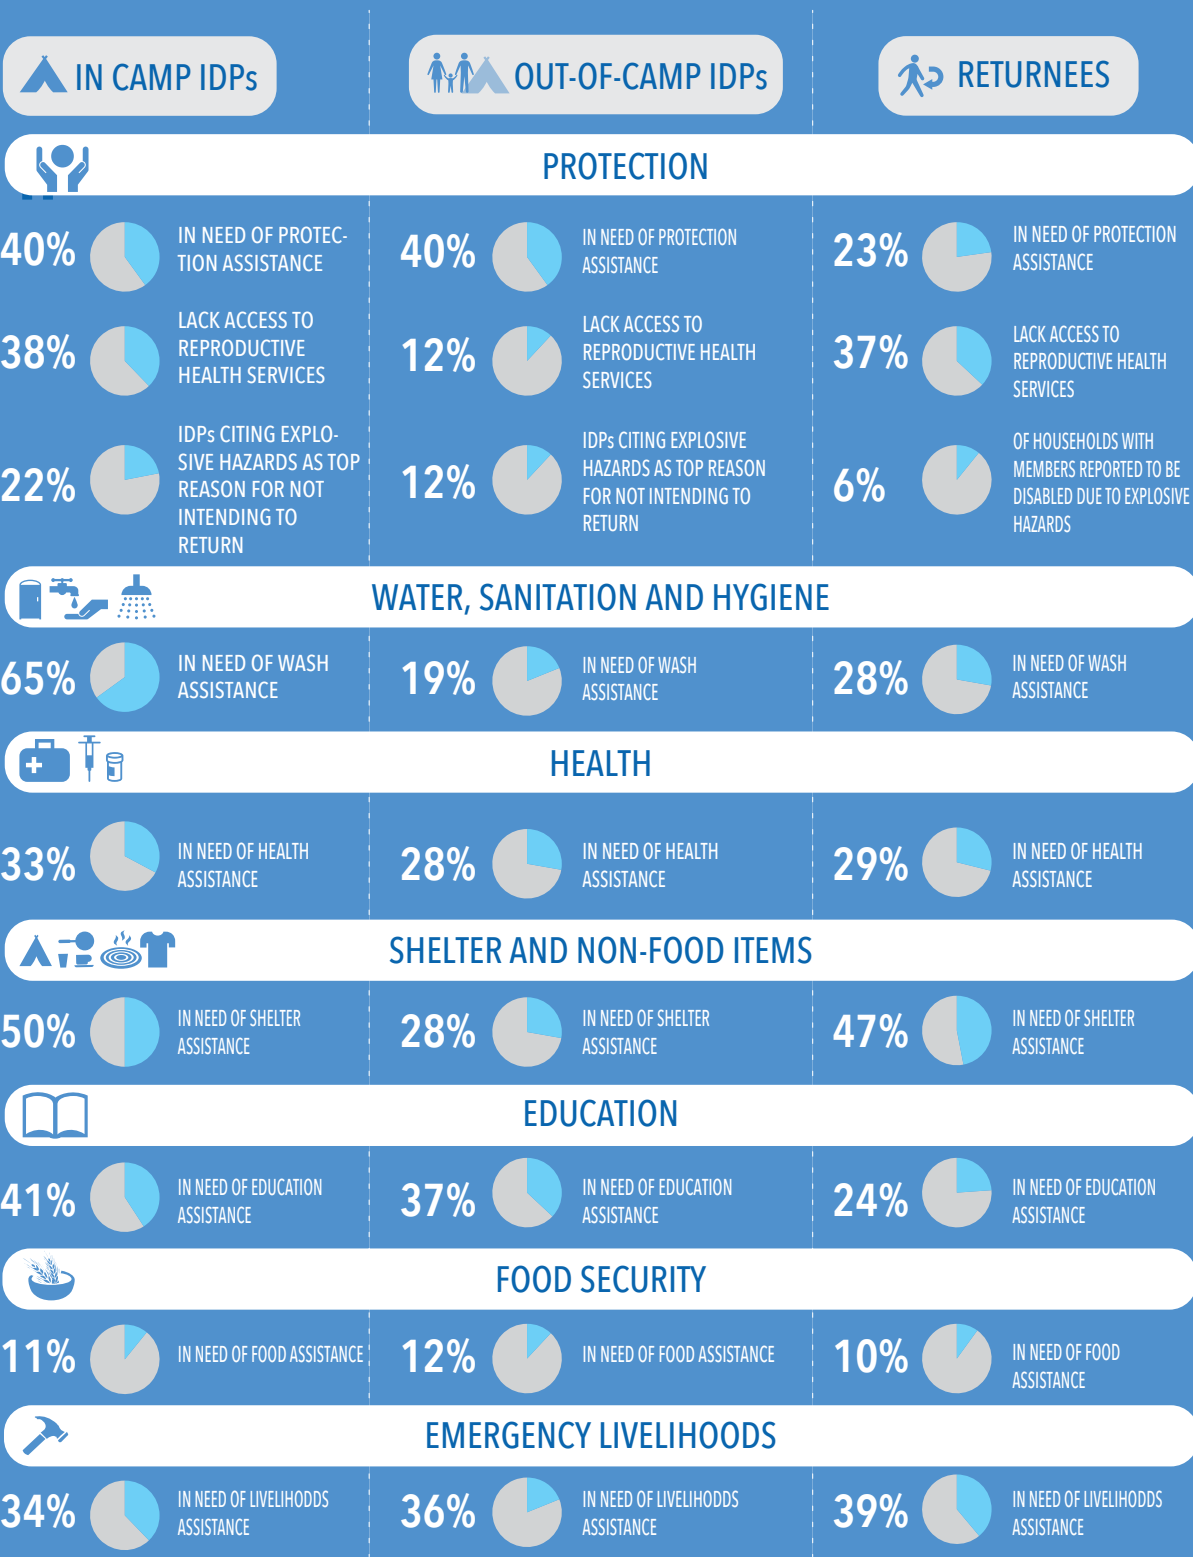 IN CAMP IDPs
OUT-OF-CAMP IDPs
RETURNEES
PROTECTION
40%
IN NEED OF PROTEC-
TION ASSISTANCE
40%
IN NEED OF PROTECTION
ASSISTANCE
23%
IN NEED OF PROTECTION
ASSISTANCE
38%
LACK ACCESS TO
REPRODUCTIVE
HEALTH SERVICES
12%
LACK ACCESS TO
REPRODUCTIVE HEALTH
SERVICES
37%
LACK ACCESS TO
REPRODUCTIVE HEALTH
SERVICES
22%
IDPs CITING EXPLO-
SIVE HAZARDS AS TOP
REASON FOR NOT
INTENDING TO
RETURN
12%
IDPs CITING EXPLOSIVE
HAZARDS AS TOP REASON
FOR NOT INTENDING TO
RETURN
6%
OF HOUSEHOLDS WITH
MEMBERS REPORTED TO BE
DISABLED DUE TO EXPLOSIVE
HAZARDS
WATER, SANITATION AND HYGIENE
65%
IN NEED OF WASH
ASSISTANCE
19%
IN NEED OF WASH
ASSISTANCE
28%
IN NEED OF WASH
ASSISTANCE
HEALTH
33%
IN NEED OF HEALTH
ASSISTANCE
28%
IN NEED OF HEALTH
ASSISTANCE
29%
IN NEED OF HEALTH
ASSISTANCE
SHELTER AND NON-FOOD ITEMS
50%
IN NEED OF SHELTER
ASSISTANCE
28%
IN NEED OF SHELTER
ASSISTANCE
47%
IN NEED OF SHELTER
ASSISTANCE
EDUCATION
41%
IN NEED OF EDUCATION
ASSISTANCE
37%
IN NEED OF EDUCATION
ASSISTANCE
24%
IN NEED OF EDUCATION
ASSISTANCE
FOOD SECURITY
11%
IN NEED OF FOOD ASSISTANCE
12%
IN NEED OF FOOD ASSISTANCE
10%
IN NEED OF FOOD
ASSISTANCE
EMERGENCY LIVELIHOODS
34%
IN NEED OF LIVELIHODDS
ASSISTANCE
36%
IN NEED OF LIVELIHODDS
ASSISTANCE
39%
IN NEED OF LIVELIHODDS
ASSISTANCE